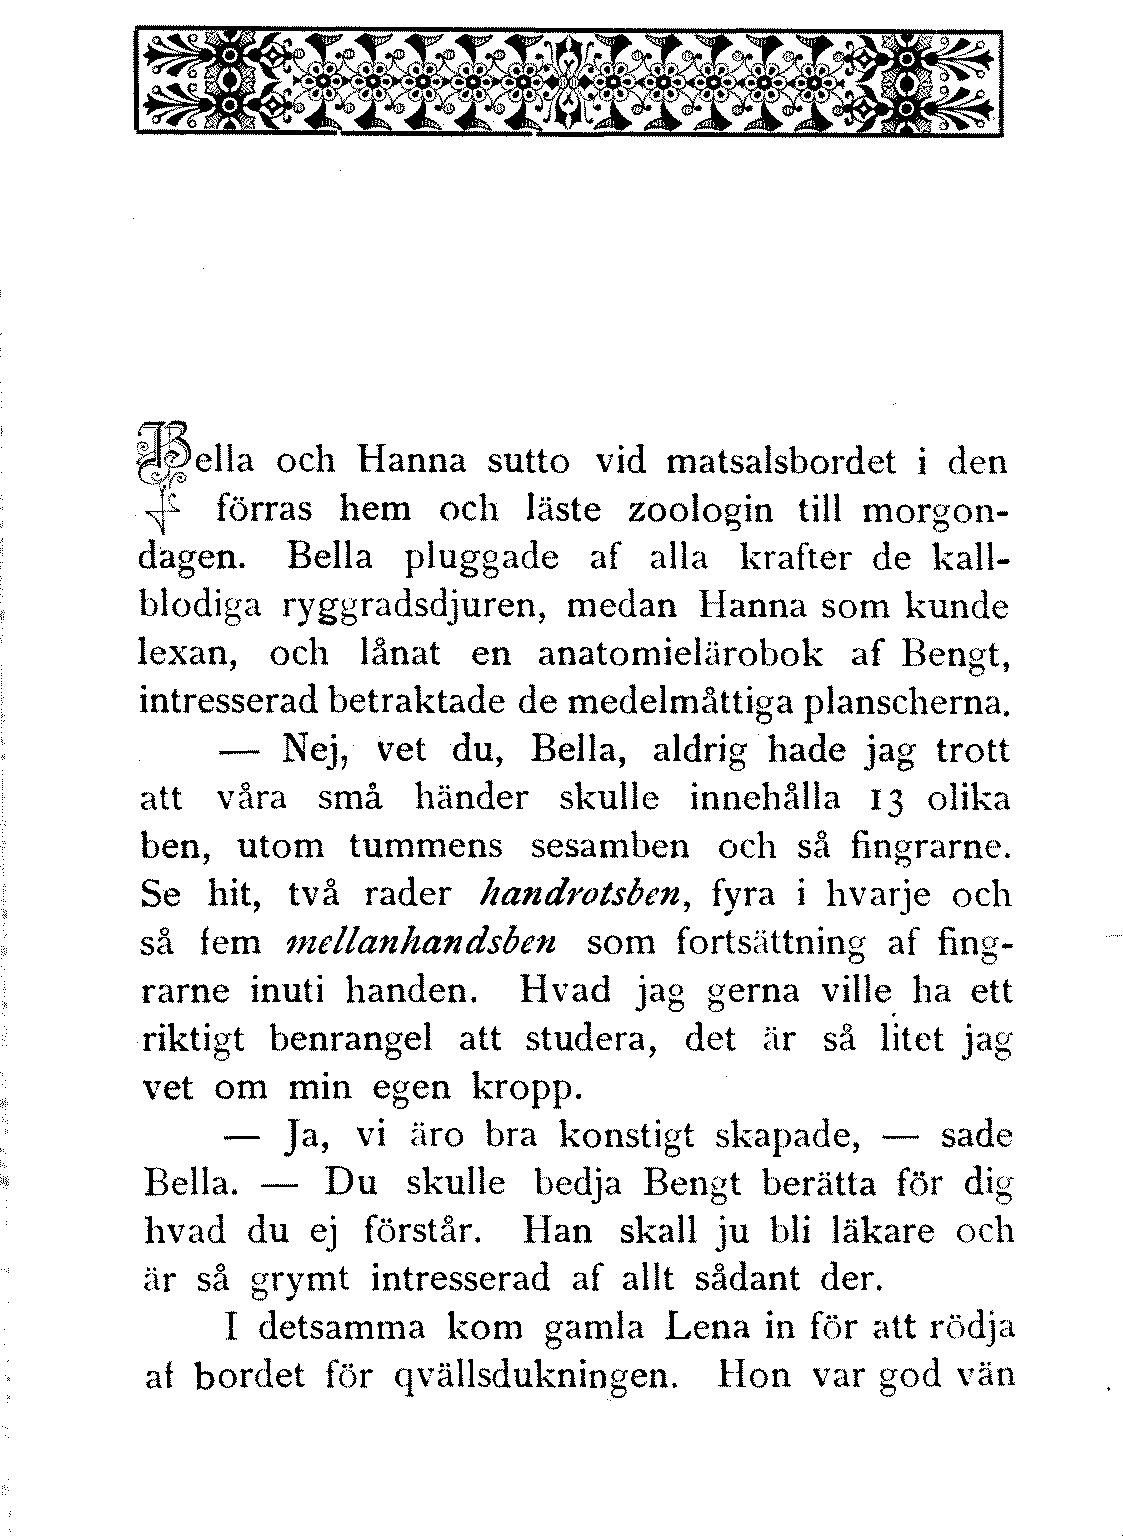 Bella och Hanna sutto vid matsalsbordet i den
förras hem och läste zoologin till morgon-
dagen. Bella pluggade af alla krafter de kall-
blodiga ryggradsdjuren, medan Hanna som kunde
lexan, och lånat en anatomielärobok af Bengt,
intresserad betraktade de medelmåttiga planscherna.
— Nej, vet du, Bella, aldrig hade jag trott
att våra små händer skulle innehålla 13 olika
ben, utom tummens sesamben och så fingrarne.
Se hit, två rader handrotsben, fyra i hvarje och
så fem mellanhandsben som fortsättning af fing-
rarne inuti handen. Hvad jag gerna ville ha ett
riktigt benrangel att studera, det är så litet jag
vet om min egen kropp.
— Ja, vi äro bra konstigt skapade, — sade
Bella. — Du skulle bedja Bengt berätta för dig
hvad du ej förstår. Han skall ju bli läkare och
är så grymt intresserad af allt sådant der.
I detsamma kom gamla Lena in för att rödja
af bordet för qvällsdukningen. Hon var god vän